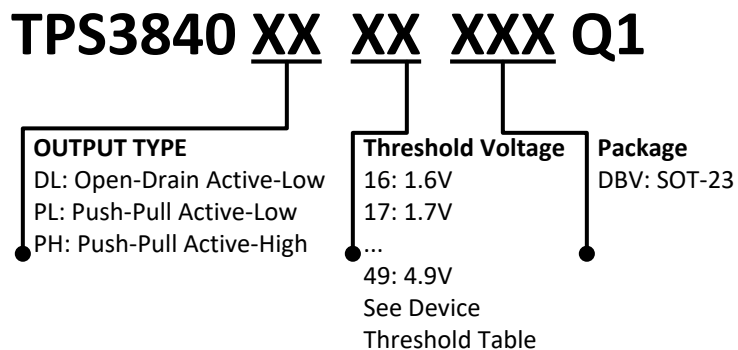 TPS3840 XX XX XXX Q1
OUTPUT TYPE
DL: Open-Drain Active-Low
PL: Push-Pull Active-Low
PH: Push-Pull Active-High
Threshold Voltage
16: 1.6V
17: 1.7V
...
49: 4.9V
See Device
Threshold Table
Package
DBV: SOT-23